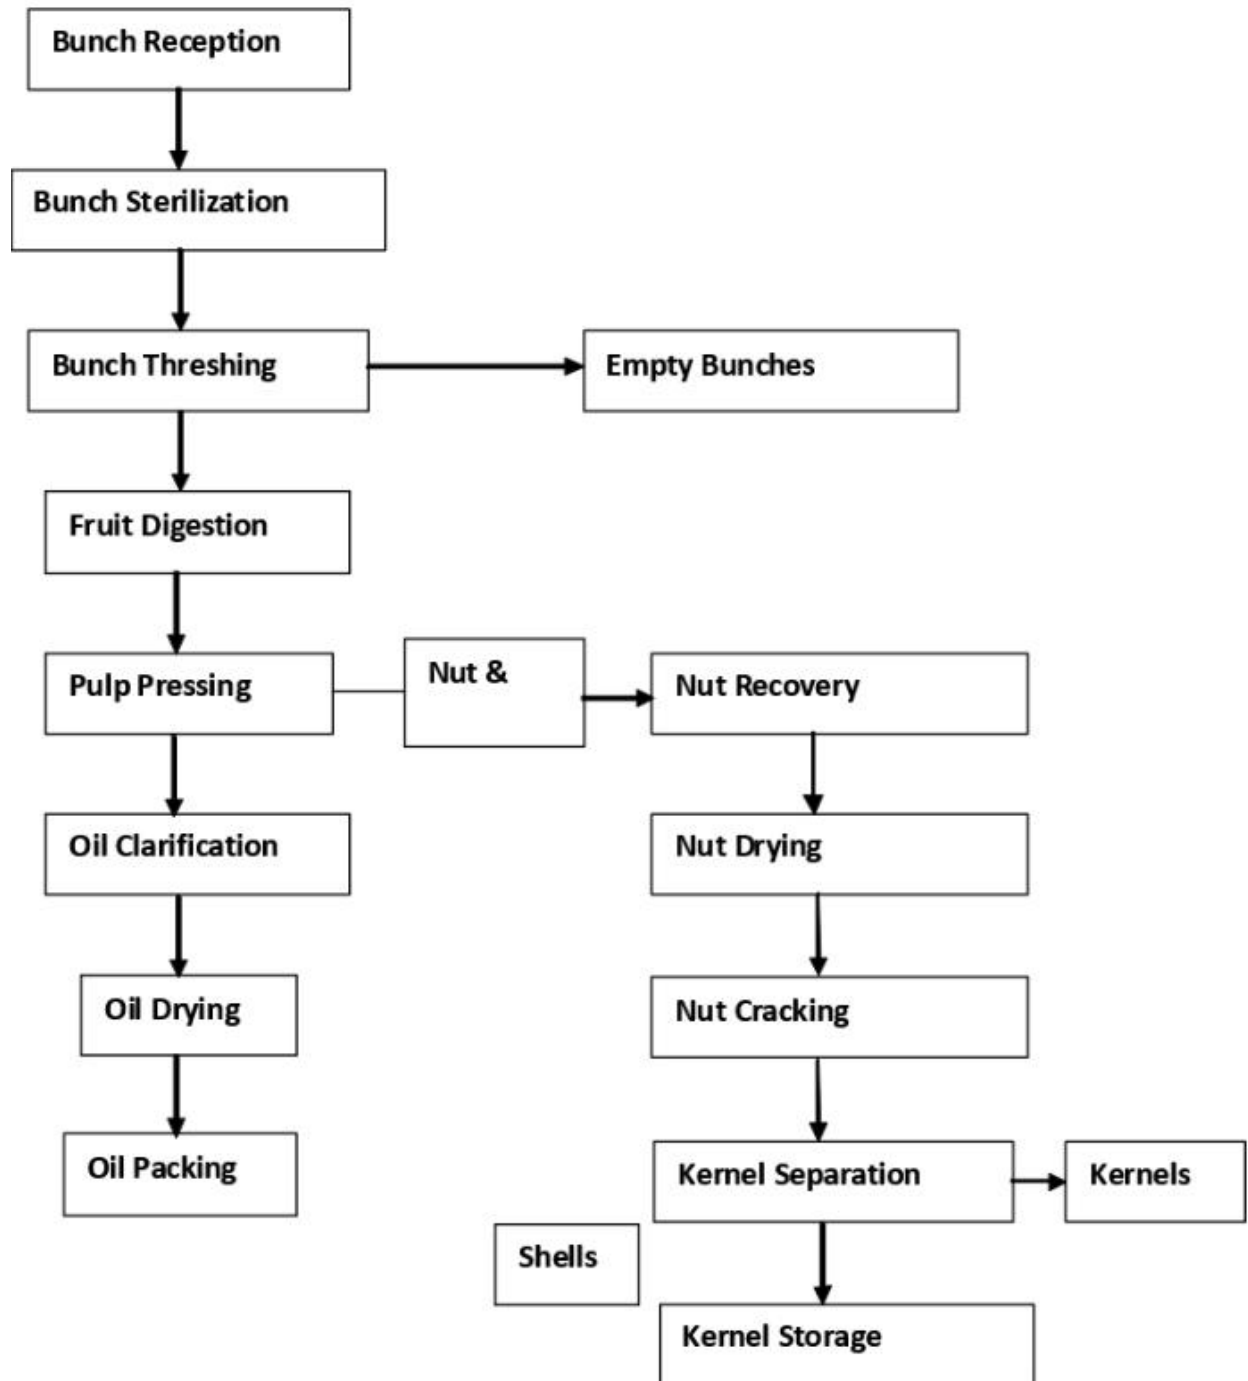 Bunch Reception
Bunch Sterilization
Bunch Threshing
Empty Bunches
Fruit Digestion
Pulp Pressing
Nut &
Nut Recovery
Oil Clarification
Nut Drying
Oil Drying
Nut Cracking
Oil Packing
Kernel Separation
Kernels
Shells
Kernel Storage